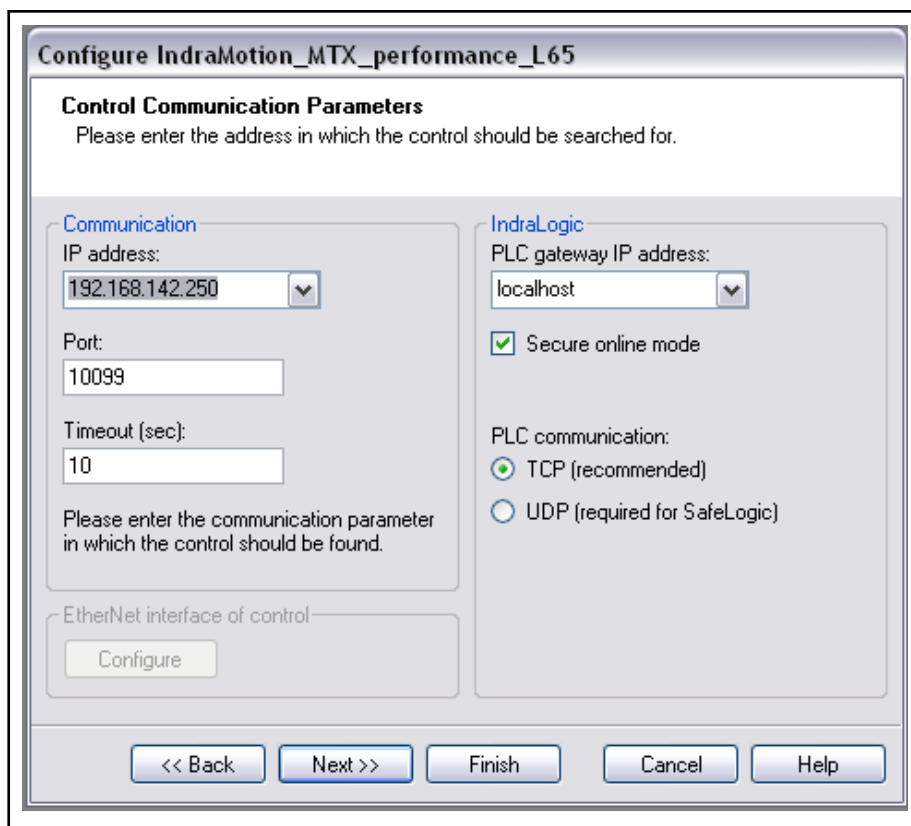 Configure IndraMotion_MTX_performance_L65
Control Communication Parameters
Please enter the address in which the control should be searched for.
Communication
IP address:
192.168.142.250
Port:
10099
Timeout (sec):
10
Please enter the communication parameter
in which the control should be found.
EtherNet interface of control
Configure
IndraLogic
PLC gateway IP address:
localhost
Secure online mode
PLC communication:
TCP (recommended)
UDP (required for SafeLogic)
<< Back
Next >>
Finish
Cancel
Help